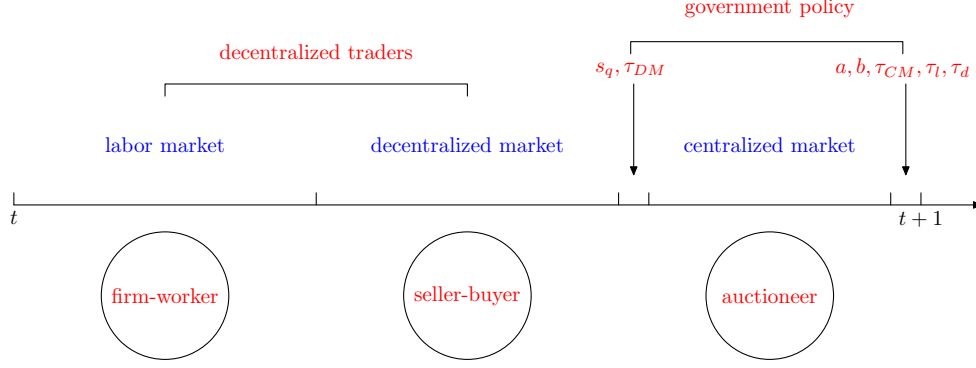 government policy
decentralized traders
s_q, τ_DM
a, b, τ_CM, τ_l, τ_d
labor market
decentralized market
centralized market
t
t + 1
firm-worker
seller-buyer
auctioneer